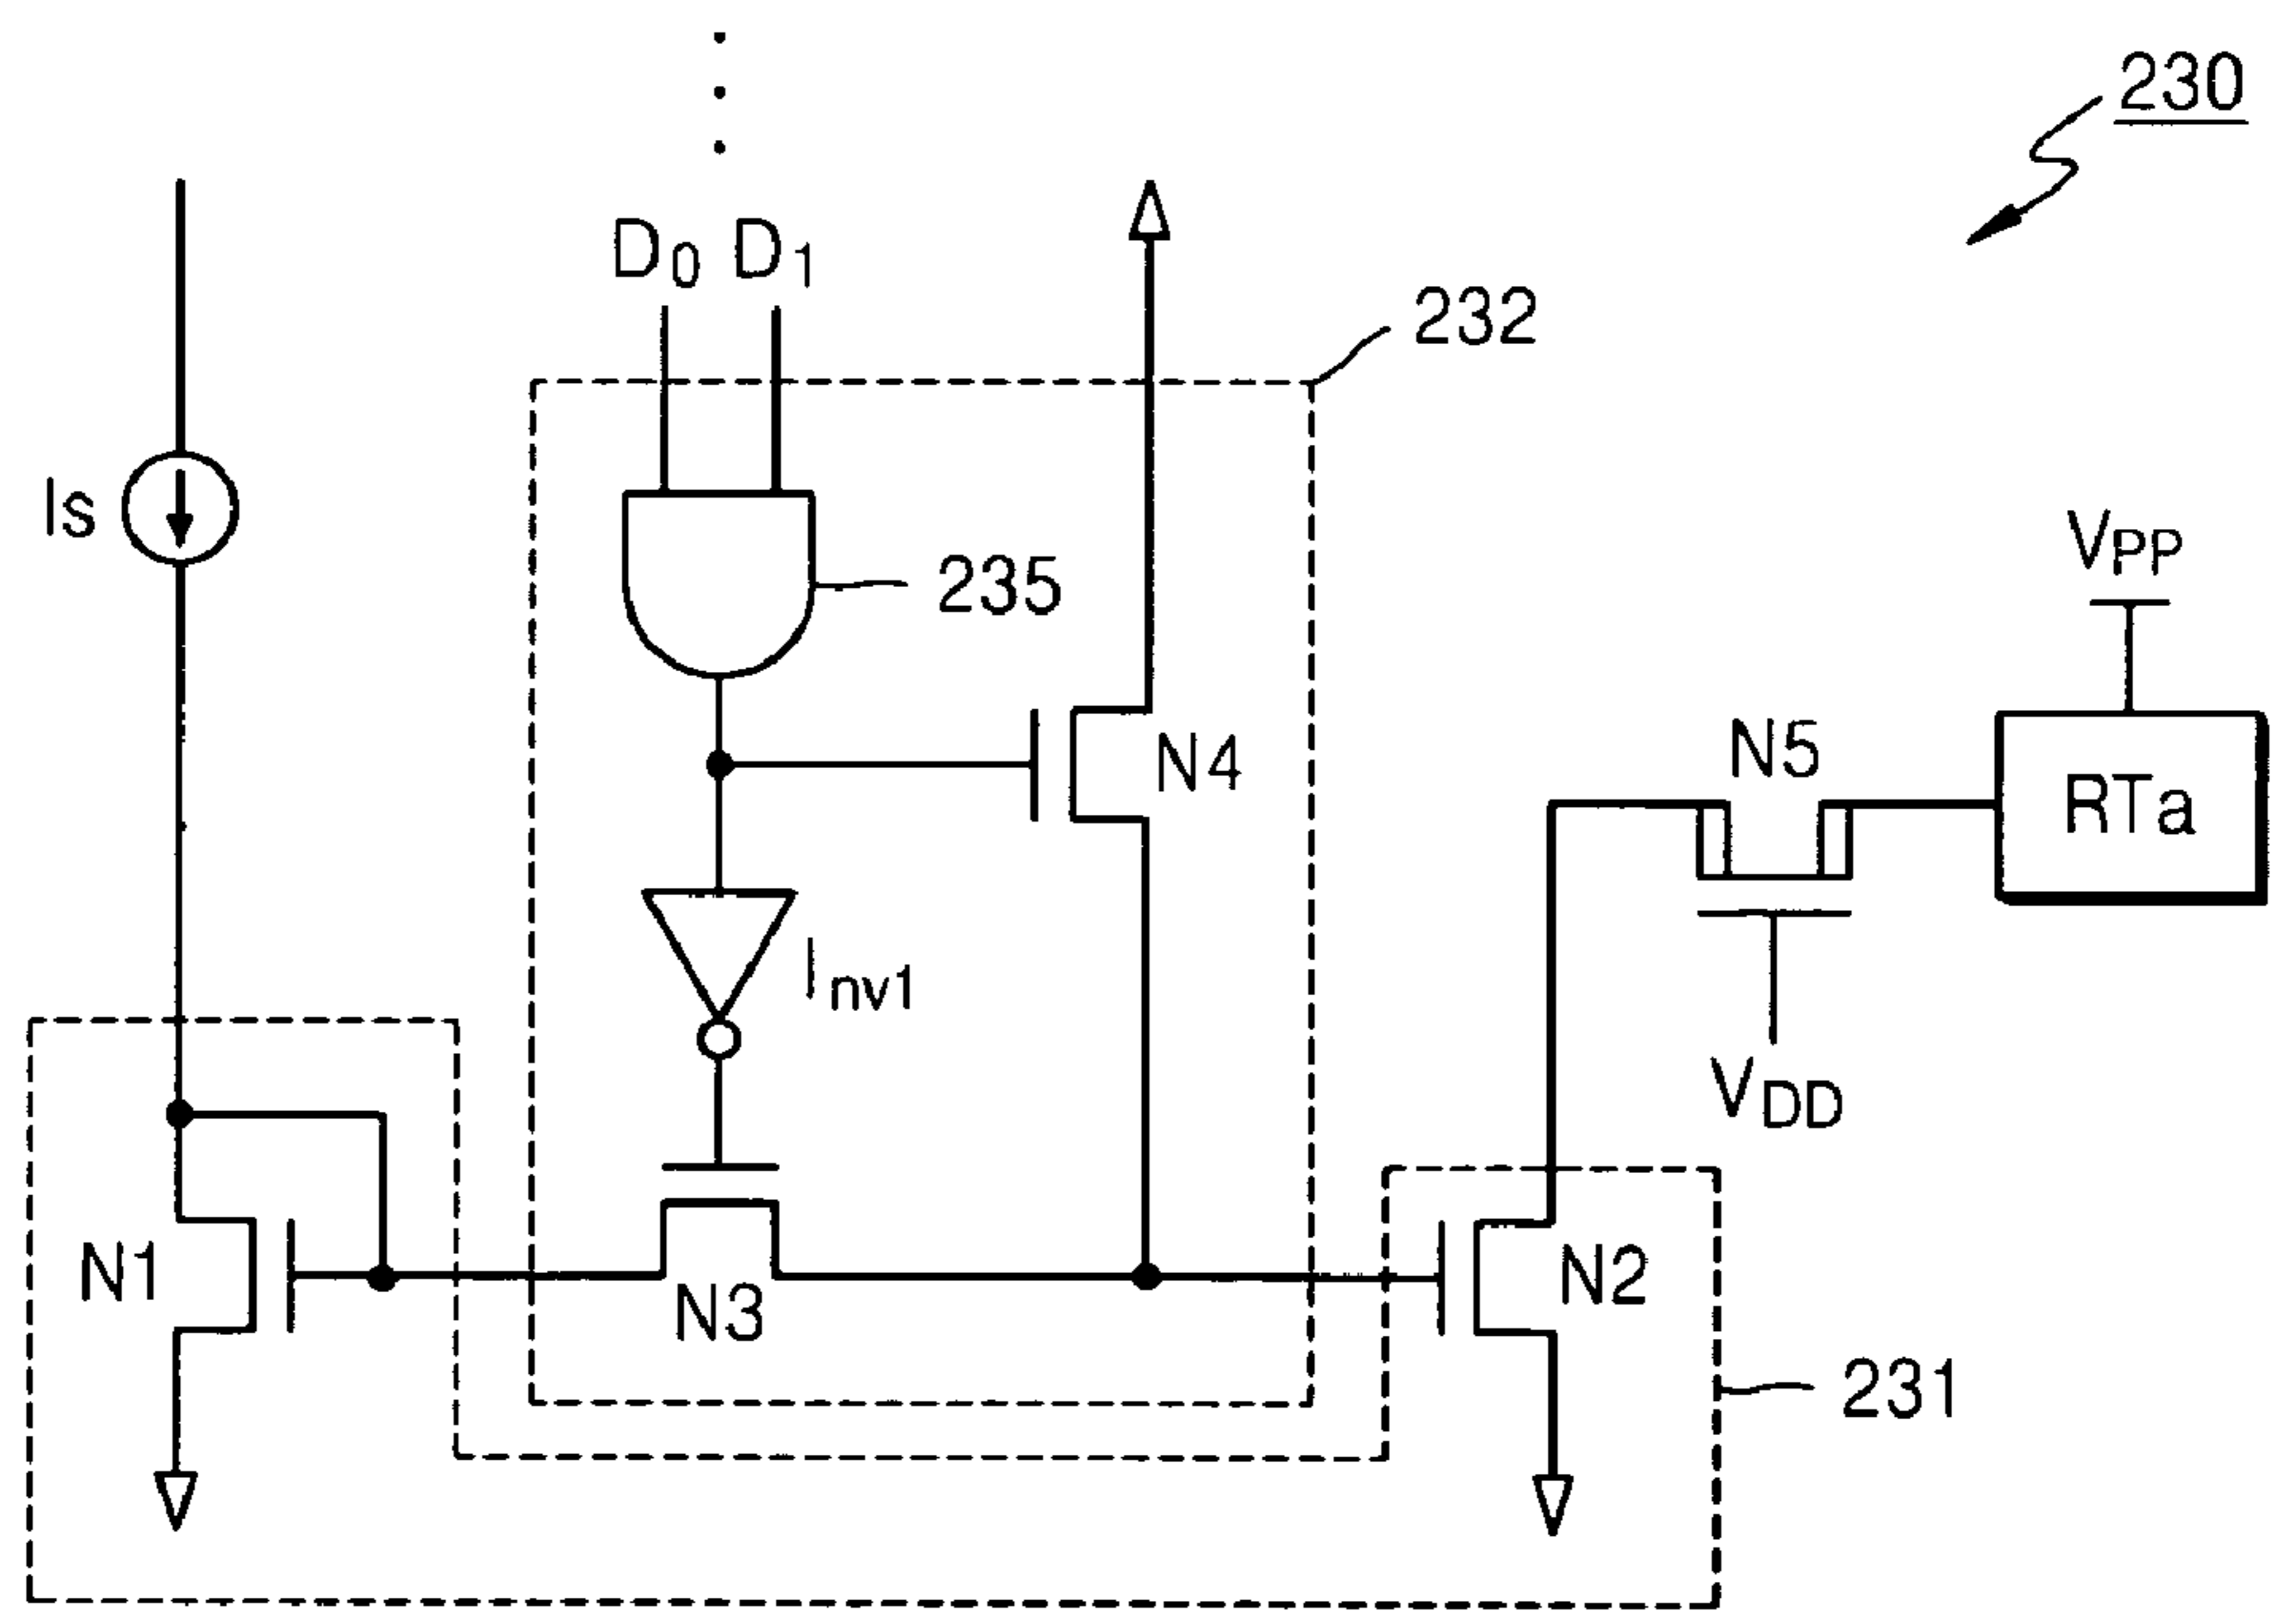 230
D0 D1
232
Is
235
VPP
N4
N5
RTa
Inv1
VDD
N1
N3
N2
231